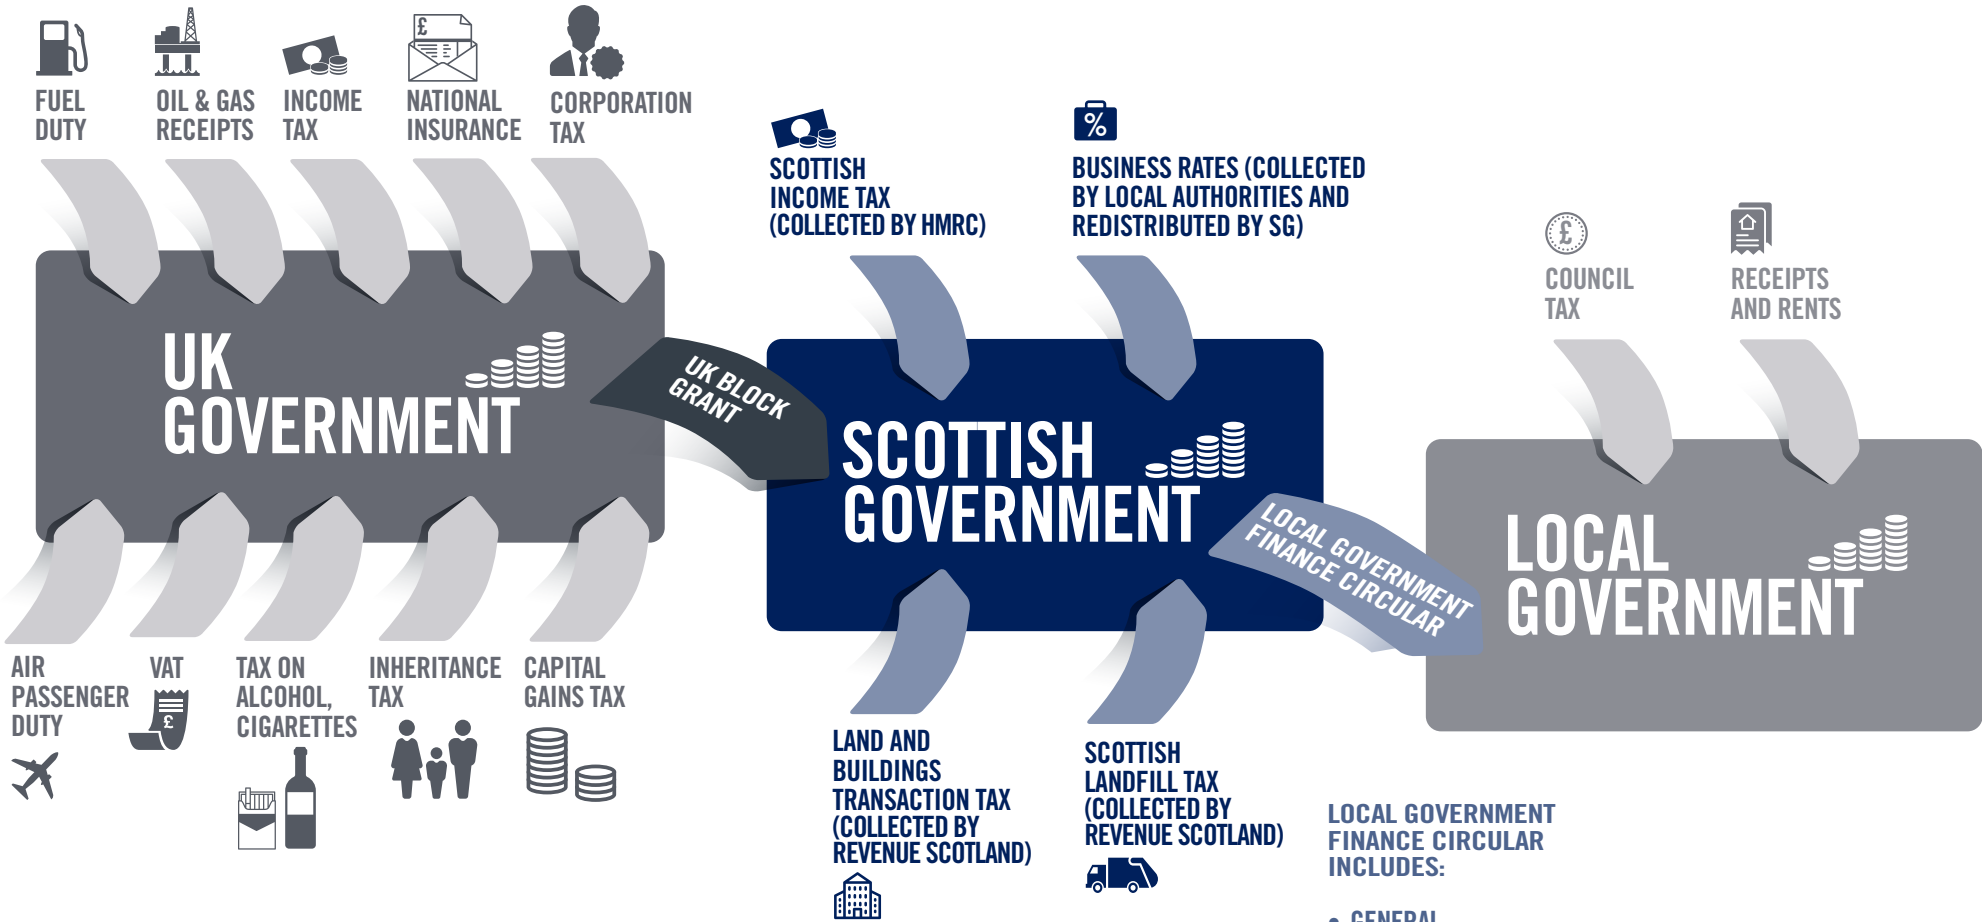 FUEL
DUTY
OIL & GAS
RECEIPTS
INCOME
TAX
£
NATIONAL
INSURANCE
CORPORATION
TAX
UK
GOVERNMENT
AIR
PASSENGER
DUTY
VAT
£
TAX ON
ALCOHOL,
CIGARETTES
INHERITANCE
TAX
CAPITAL
GAINS TAX
UK BLOCK
GRANT
SCOTTISH
INCOME TAX
(COLLECTED BY HMRC)
%
BUSINESS RATES (COLLECTED
BY LOCAL AUTHORITIES AND
REDISTRIBUTED BY SG)
SCOTTISH
GOVERNMENT
LAND AND
BUILDINGS
TRANSACTION TAX
(COLLECTED BY
REVENUE SCOTLAND)
SCOTTISH
LANDFILL TAX
(COLLECTED BY
REVENUE SCOTLAND)
LOCAL GOVERNMENT
FINANCE CIRCULAR
£
COUNCIL
TAX
RECEIPTS
AND RENTS
LOCAL
GOVERNMENT
LOCAL GOVERNMENT
FINANCE CIRCULAR
INCLUDES:
• GENERAL